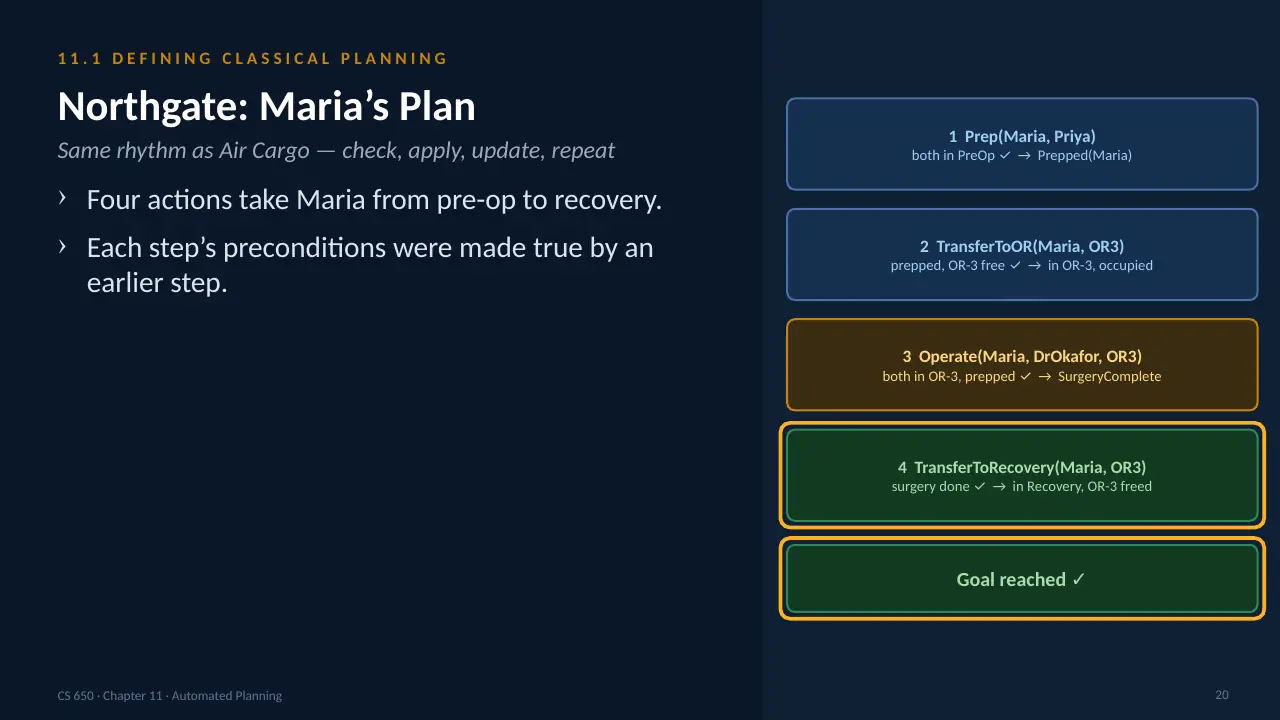 11.1 DEFINING CLASSICAL PLANNING
Northgate: Maria’s Plan
Same rhythm as Air Cargo — check, apply, update, repeat
› Four actions take Maria from pre-op to recovery.
› Each step’s preconditions were made true by an
earlier step.
1 Prep(Maria, Priya)
both in PreOp ✓ → Prepped(Maria)
2 TransferToOR(Maria, OR3)
prepped, OR-3 free ✓ → in OR-3, occupied
3 Operate(Maria, DrOkafor, OR3)
both in OR-3, prepped ✓ → SurgeryComplete
4 TransferToRecovery(Maria, OR3)
surgery done ✓ → in Recovery, OR-3 freed
Goal reached ✓
CS 650 · Chapter 11 · Automated Planning
20